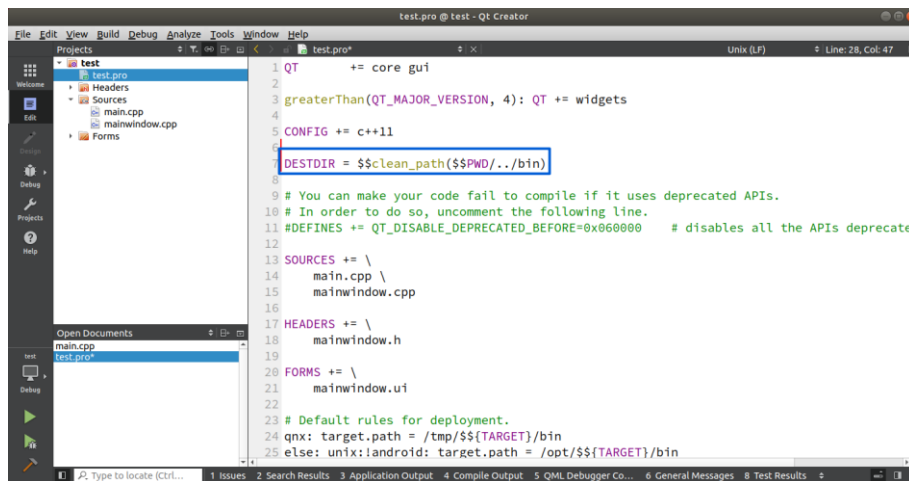 test.pro @ test - Qt Creator
File Edit View Build Debug Analyze Tools Window Help
Projects
test.pro*
Unix (LF)
Line: 28, Col: 47
Welcome
Edit
Design
Debug
Projects
Help
test
Debug
test
test.pro
Headers
Sources
main.cpp
mainwindow.cpp
Forms
Open Documents
main.cpp
test.pro*
1 QT += core gui
2
3 greaterThan(QT_MAJOR_VERSION, 4): QT += widgets
4
5 CONFIG += c++11
6
7 DESTDIR = $$clean_path($$PWD/../bin)
8
9 # You can make your code fail to compile if it uses deprecated APIs.
10 # In order to do so, uncomment the following line.
11 #DEFINES += QT_DISABLE_DEPRECATED_BEFORE=0x060000 # disables all the APIs deprecate
12
13 SOURCES += \
14 main.cpp \
15 mainwindow.cpp
16
17 HEADERS += \
18 mainwindow.h
19
20 FORMS += \
21 mainwindow.ui
22
23 # Default rules for deployment.
24 qnx: target.path = /tmp/$${TARGET}/bin
25 else: unix:!android: target.path = /opt/$${TARGET}/bin
Type to locate (Ctrl...
1 Issues
2 Search Results
3 Application Output
4 Compile Output
5 QML Debugger Co...
6 General Messages
8 Test Results